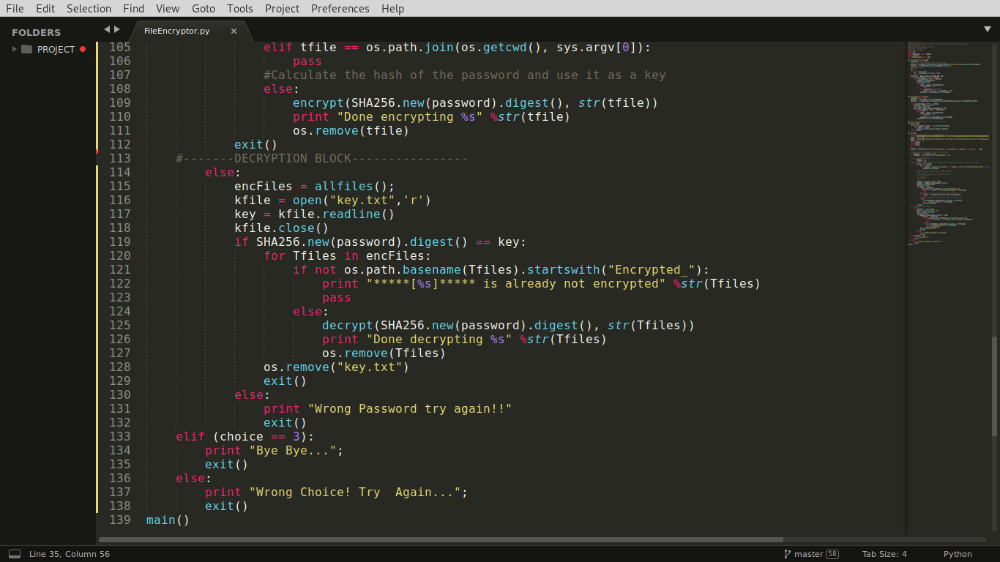 File Edit Selection Find View Goto Tools Project Preferences Help
FOLDERS
PROJECT
FileEncryptor.py ×
105 elif tfile == os.path.join(os.getcwd(), sys.argv[0]):
106 pass
107 #Calculate the hash of the password and use it as a key
108 else:
109 encrypt(SHA256.new(password).digest(), str(tfile))
110 print "Done encrypting %s" %str(tfile)
111 os.remove(tfile)
112 exit()
113 #-------DECRYPTION BLOCK----------------
114 else:
115 encFiles = allfiles();
116 kfile = open("key.txt",'r')
117 key = kfile.readline()
118 kfile.close()
119 if SHA256.new(password).digest() == key:
120 for Tfiles in encFiles:
121 if not os.path.basename(Tfiles).startswith("Encrypted_"):
122 print "*****[%s]***** is already not encrypted" %str(Tfiles)
123 pass
124 else:
125 decrypt(SHA256.new(password).digest(), str(Tfiles))
126 print "Done decrypting %s" %str(Tfiles)
127 os.remove(Tfiles)
128 os.remove("key.txt")
129 exit()
130 else:
131 print "Wrong Password try again!!"
132 exit()
133 elif (choice == 3):
134 print "Bye Bye...";
135 exit()
136 else:
137 print "Wrong Choice! Try  Again...";
138 exit()
139 main()
Line 35, Column 56 master 58 Tab Size: 4 Python